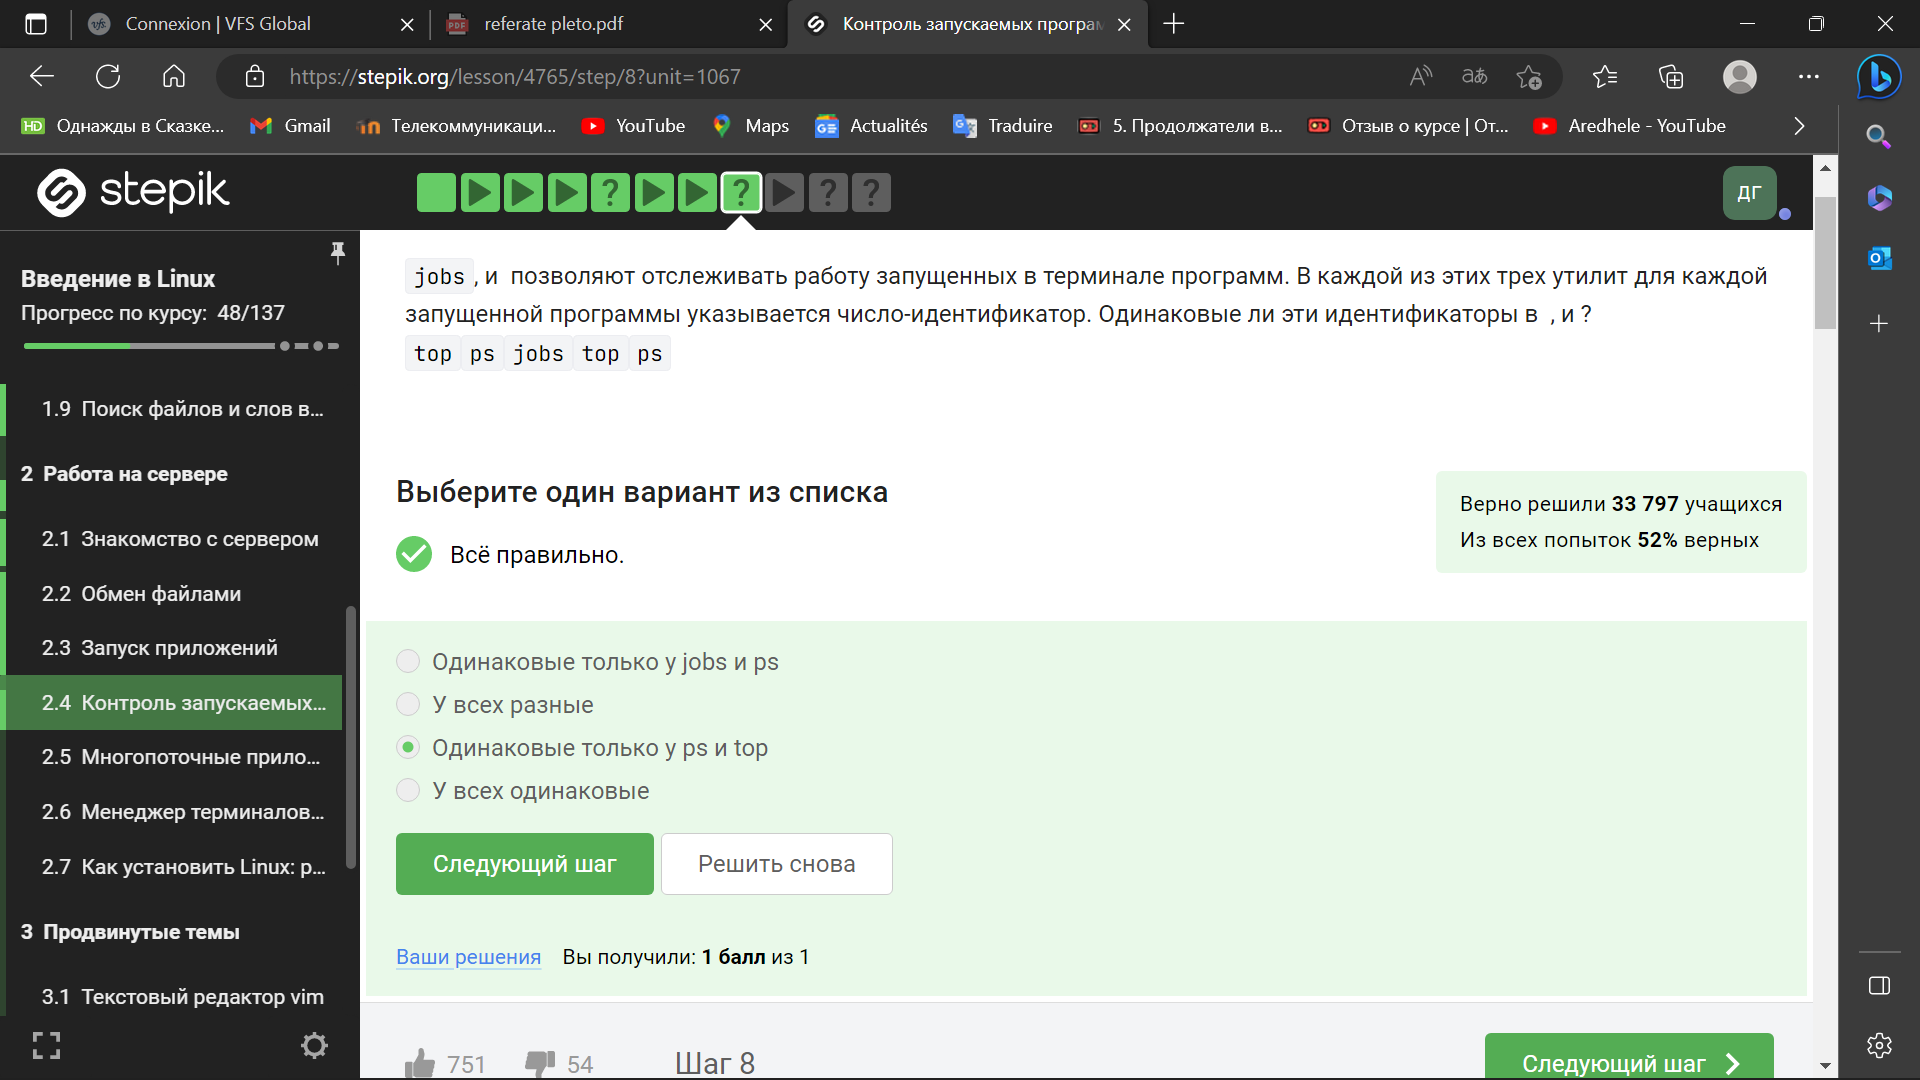 Connexion | VFS Global
referate pleto.pdf
Контроль запускаемых програм
https://stepik.org/lesson/4765/step/8?unit=1067
Однажды в Сказке...
Gmail
Телекоммуникаци...
YouTube
Maps
Actualités
Traduire
5. Продолжатели в...
Отзыв о курсе | От...
Aredhele - YouTube
stepik
ДГ
Введение в Linux
Прогресс по курсу: 48/137
1.9 Поиск файлов и слов в...
2 Работа на сервере
2.1 Знакомство с сервером
2.2 Обмен файлами
2.3 Запуск приложений
2.4 Контроль запускаемых...
2.5 Многопоточные прило...
2.6 Менеджер терминалов...
2.7 Как установить Linux: р...
3 Продвинутые темы
3.1 Текстовый редактор vim
jobs , и позволяют отслеживать работу запущенных в терминале программ. В каждой из этих трех утилит для каждой
запущенной программы указывается число-идентификатор. Одинаковые ли эти идентификаторы в , и ?
top ps jobs top ps
Выберите один вариант из списка
Всё правильно.
Верно решили 33 797 учащихся
Из всех попыток 52% верных
Одинаковые только у jobs и ps
У всех разные
Одинаковые только у ps и top
У всех одинаковые
Следующий шаг
Решить снова
Ваши решения Вы получили: 1 балл из 1
751
54
Шаг 8
Следующий шаг